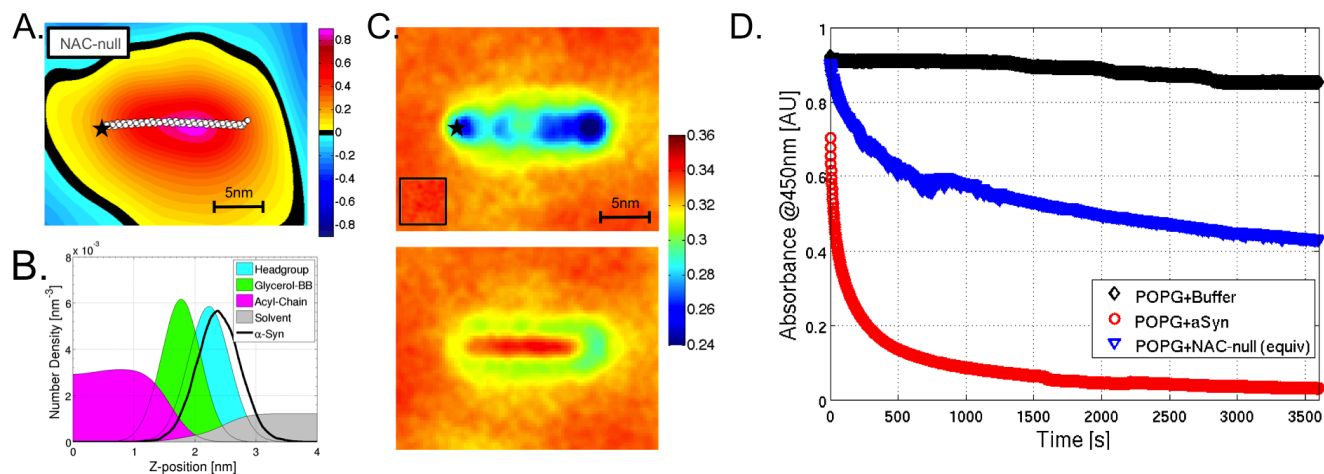 A.
NAC-null
5nm
0.8
0.6
0.4
0.2
0
-0.2
-0.4
-0.6
-0.8
B.
8
x 10⁻³
6
4
2
0
Number Density [nm⁻³]
Headgroup
Glycerol-BB
Acyl-Chain
Solvent
α-Syn
0 1 2 3 4
Z-position [nm]
C.
5nm
0.36
0.34
0.32
0.30
0.28
0.26
0.24
D.
1
0.8
0.6
0.4
0.2
0
Absorbance @450nm [AU]
POPG+Buffer
POPG+aSyn
POPG+NAC-null (equiv)
0 500 1000 1500 2000 2500 3000 3500
Time [s]